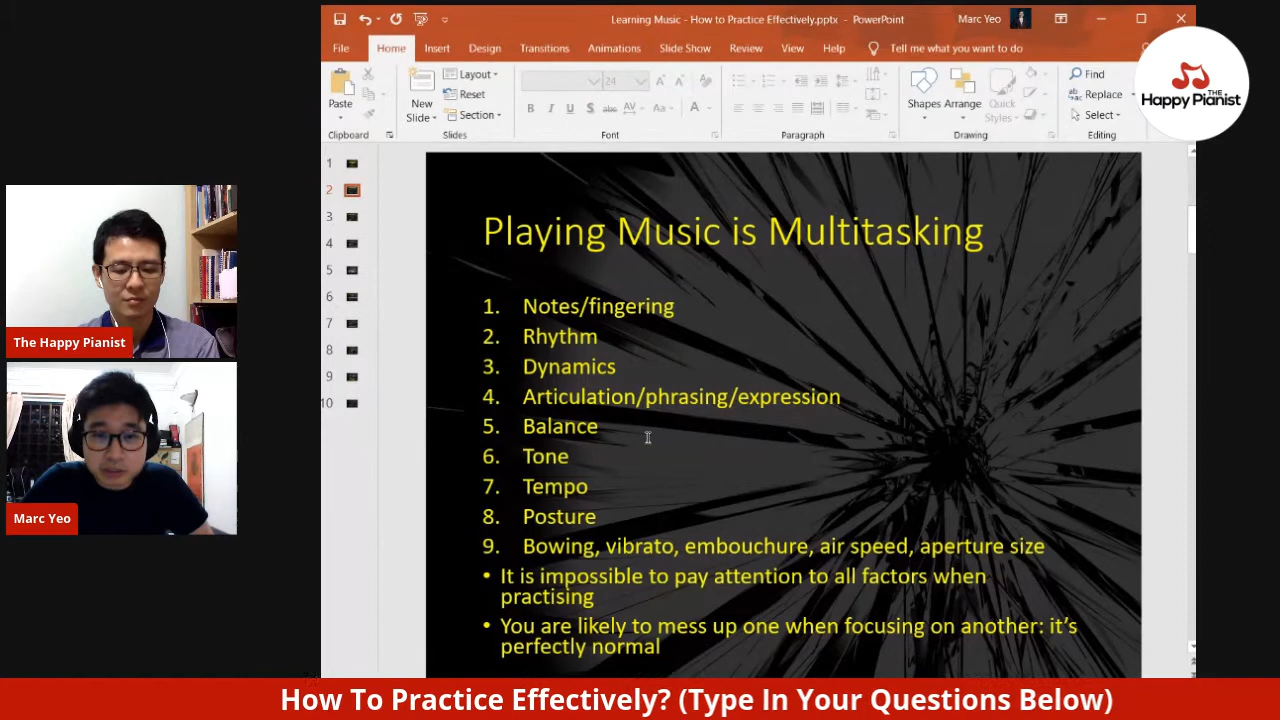 Learning Music - How to Practice Effectively.pptx - PowerPoint
Marc Yeo
File Home Insert Design Transitions Animations Slide Show Review View Help Tell me what you want to do
Paste
Clipboard
New Slide
Layout
Reset
Section
Slides
24
B I U S abc AV Aa A
Font
Paragraph
Shapes Arrange Quick Styles
Drawing
Find
Replace
Select
Editing
THE
Happy Pianist
1
2
3
4
5
6
7
8
9
10
Playing Music is Multitasking
1. Notes/fingering
2. Rhythm
3. Dynamics
4. Articulation/phrasing/expression
5. Balance
6. Tone
7. Tempo
8. Posture
9. Bowing, vibrato, embouchure, air speed, aperture size
• It is impossible to pay attention to all factors when
practising
• You are likely to mess up one when focusing on another: it's
perfectly normal
The Happy Pianist
Marc Yeo
How To Practice Effectively? (Type In Your Questions Below)